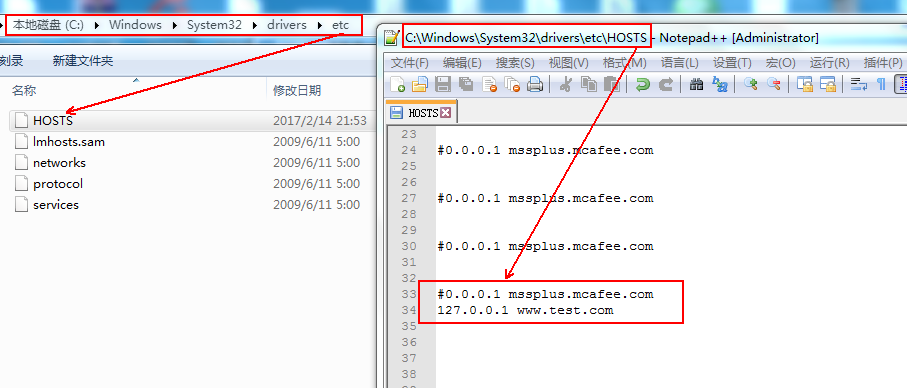 本地磁盘 (C:) Windows System32 drivers etc
刻录 新建文件夹
名称 修改日期
HOSTS 2017/2/14 21:53
lmhosts.sam 2009/6/11 5:00
networks 2009/6/11 5:00
protocol 2009/6/11 5:00
services 2009/6/11 5:00
C:\Windows\System32\drivers\etc\HOSTS - Notepad++ [Administrator]
文件(F) 编辑(E) 搜索(S) 视图(V) 格式(M) 语言(L) 设置(T) 宏(O) 运行(R) 插件(P)
HOSTS
23
24 #0.0.0.1 mssplus.mcafee.com
25
26
27 #0.0.0.1 mssplus.mcafee.com
28
29
30 #0.0.0.1 mssplus.mcafee.com
31
32
33 #0.0.0.1 mssplus.mcafee.com
34 127.0.0.1 www.test.com
35
36
37